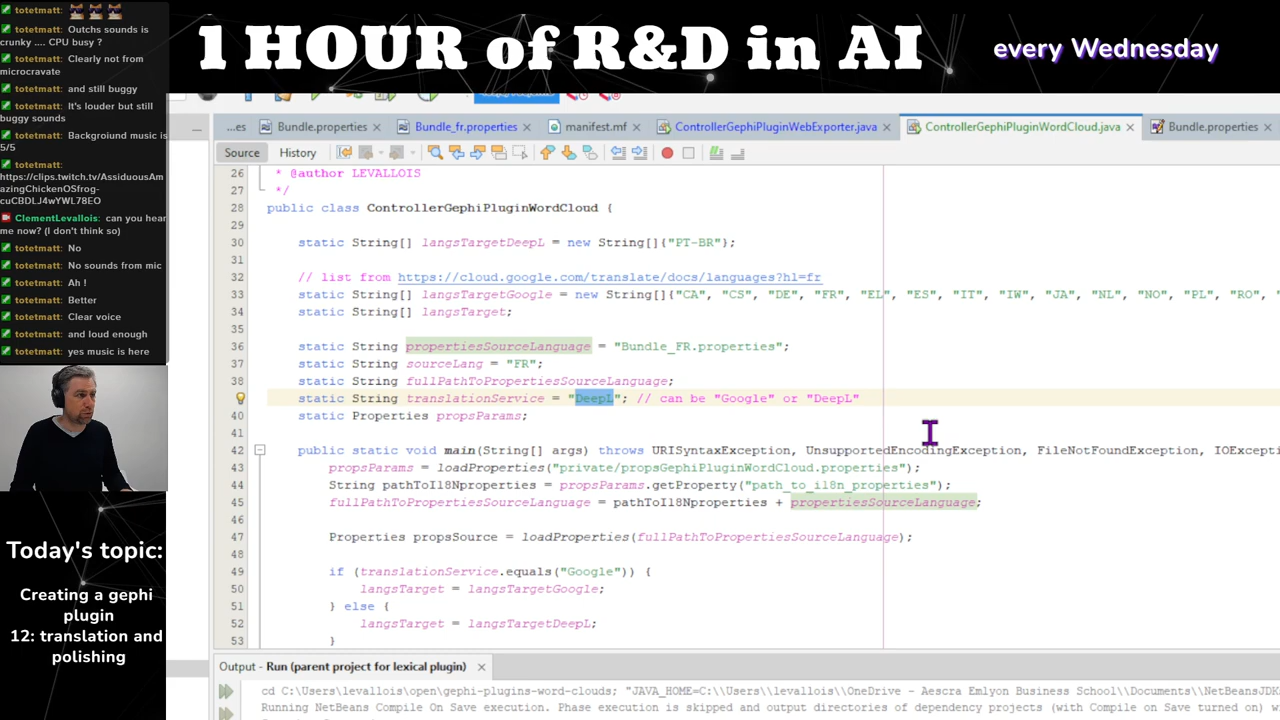 1 HOUR of R&D in AI
every Wednesday
totetmatt:
totetmatt: Outchs sounds is
crunky .... CPU busy ?
totetmatt: Clearly not from
microcravate
totetmatt: and still buggy
totetmatt: It's louder but still
buggy sounds
totetmatt: Backgroiund music is
5/5
totetmatt:
https://clips.twitch.tv/AssiduousAm
azingChickenOSfrog-
cuCBDLJ4wYWL78EO
ClementLevallois: can you hear
me now? (I don't think so)
totetmatt: No
totetmatt: No sounds from mic
totetmatt: Ah !
totetmatt: Better
totetmatt: Clear voice
totetmatt: and loud enough
totetmatt: yes music is here
Today's topic:
Creating a gephi
plugin
12: translation and
polishing
...es Bundle.properties Bundle_fr.properties manifest.mf ControllerGephiPluginWebExporter.java ControllerGephiPluginWordCloud.java Bundle.properties
Source History
26 * @author LEVALLOIS
27 */
28 public class ControllerGephiPluginWordCloud {
29
30 static String[] langsTargetDeepL = new String[]{"PT-BR"};
31
32 // list from https://cloud.google.com/translate/docs/languages?hl=fr
33 static String[] langsTargetGoogle = new String[]{"CA", "CS", "DE", "FR", "EL", "ES", "IT", "IW", "JA", "NL", "NO", "PL", "RO", "
34 static String[] langsTarget;
35
36 static String propertiesSourceLanguage = "Bundle_FR.properties";
37 static String sourceLang = "FR";
38 static String fullPathToPropertiesSourceLanguage;
static String translationService = "DeepL"; // can be "Google" or "DeepL"
40 static Properties propsParams;
41
42 public static void main(String[] args) throws URISyntaxException, UnsupportedEncodingException, FileNotFoundException, IOExcepti
43 propsParams = loadProperties("private/propsGephiPluginWordCloud.properties");
44 String pathToI18Nproperties = propsParams.getProperty("path_to_i18n_properties");
45 fullPathToPropertiesSourceLanguage = pathToI18Nproperties + propertiesSourceLanguage;
46
47 Properties propsSource = loadProperties(fullPathToPropertiesSourceLanguage);
48
49 if (translationService.equals("Google")) {
50 langsTarget = langsTargetGoogle;
51 } else {
52 langsTarget = langsTargetDeepL;
53 }
Output - Run (parent project for lexical plugin)
cd C:\Users\levallois\open\gephi-plugins-word-clouds; "JAVA_HOME=C:\\Users\\levallois\\OneDrive - Aescra Emlyon Business School\\Documents\\NetBeansJDK
Running NetBeans Compile On Save execution. Phase execution is skipped and output directories of dependency projects (with Compile on Save turned on) w